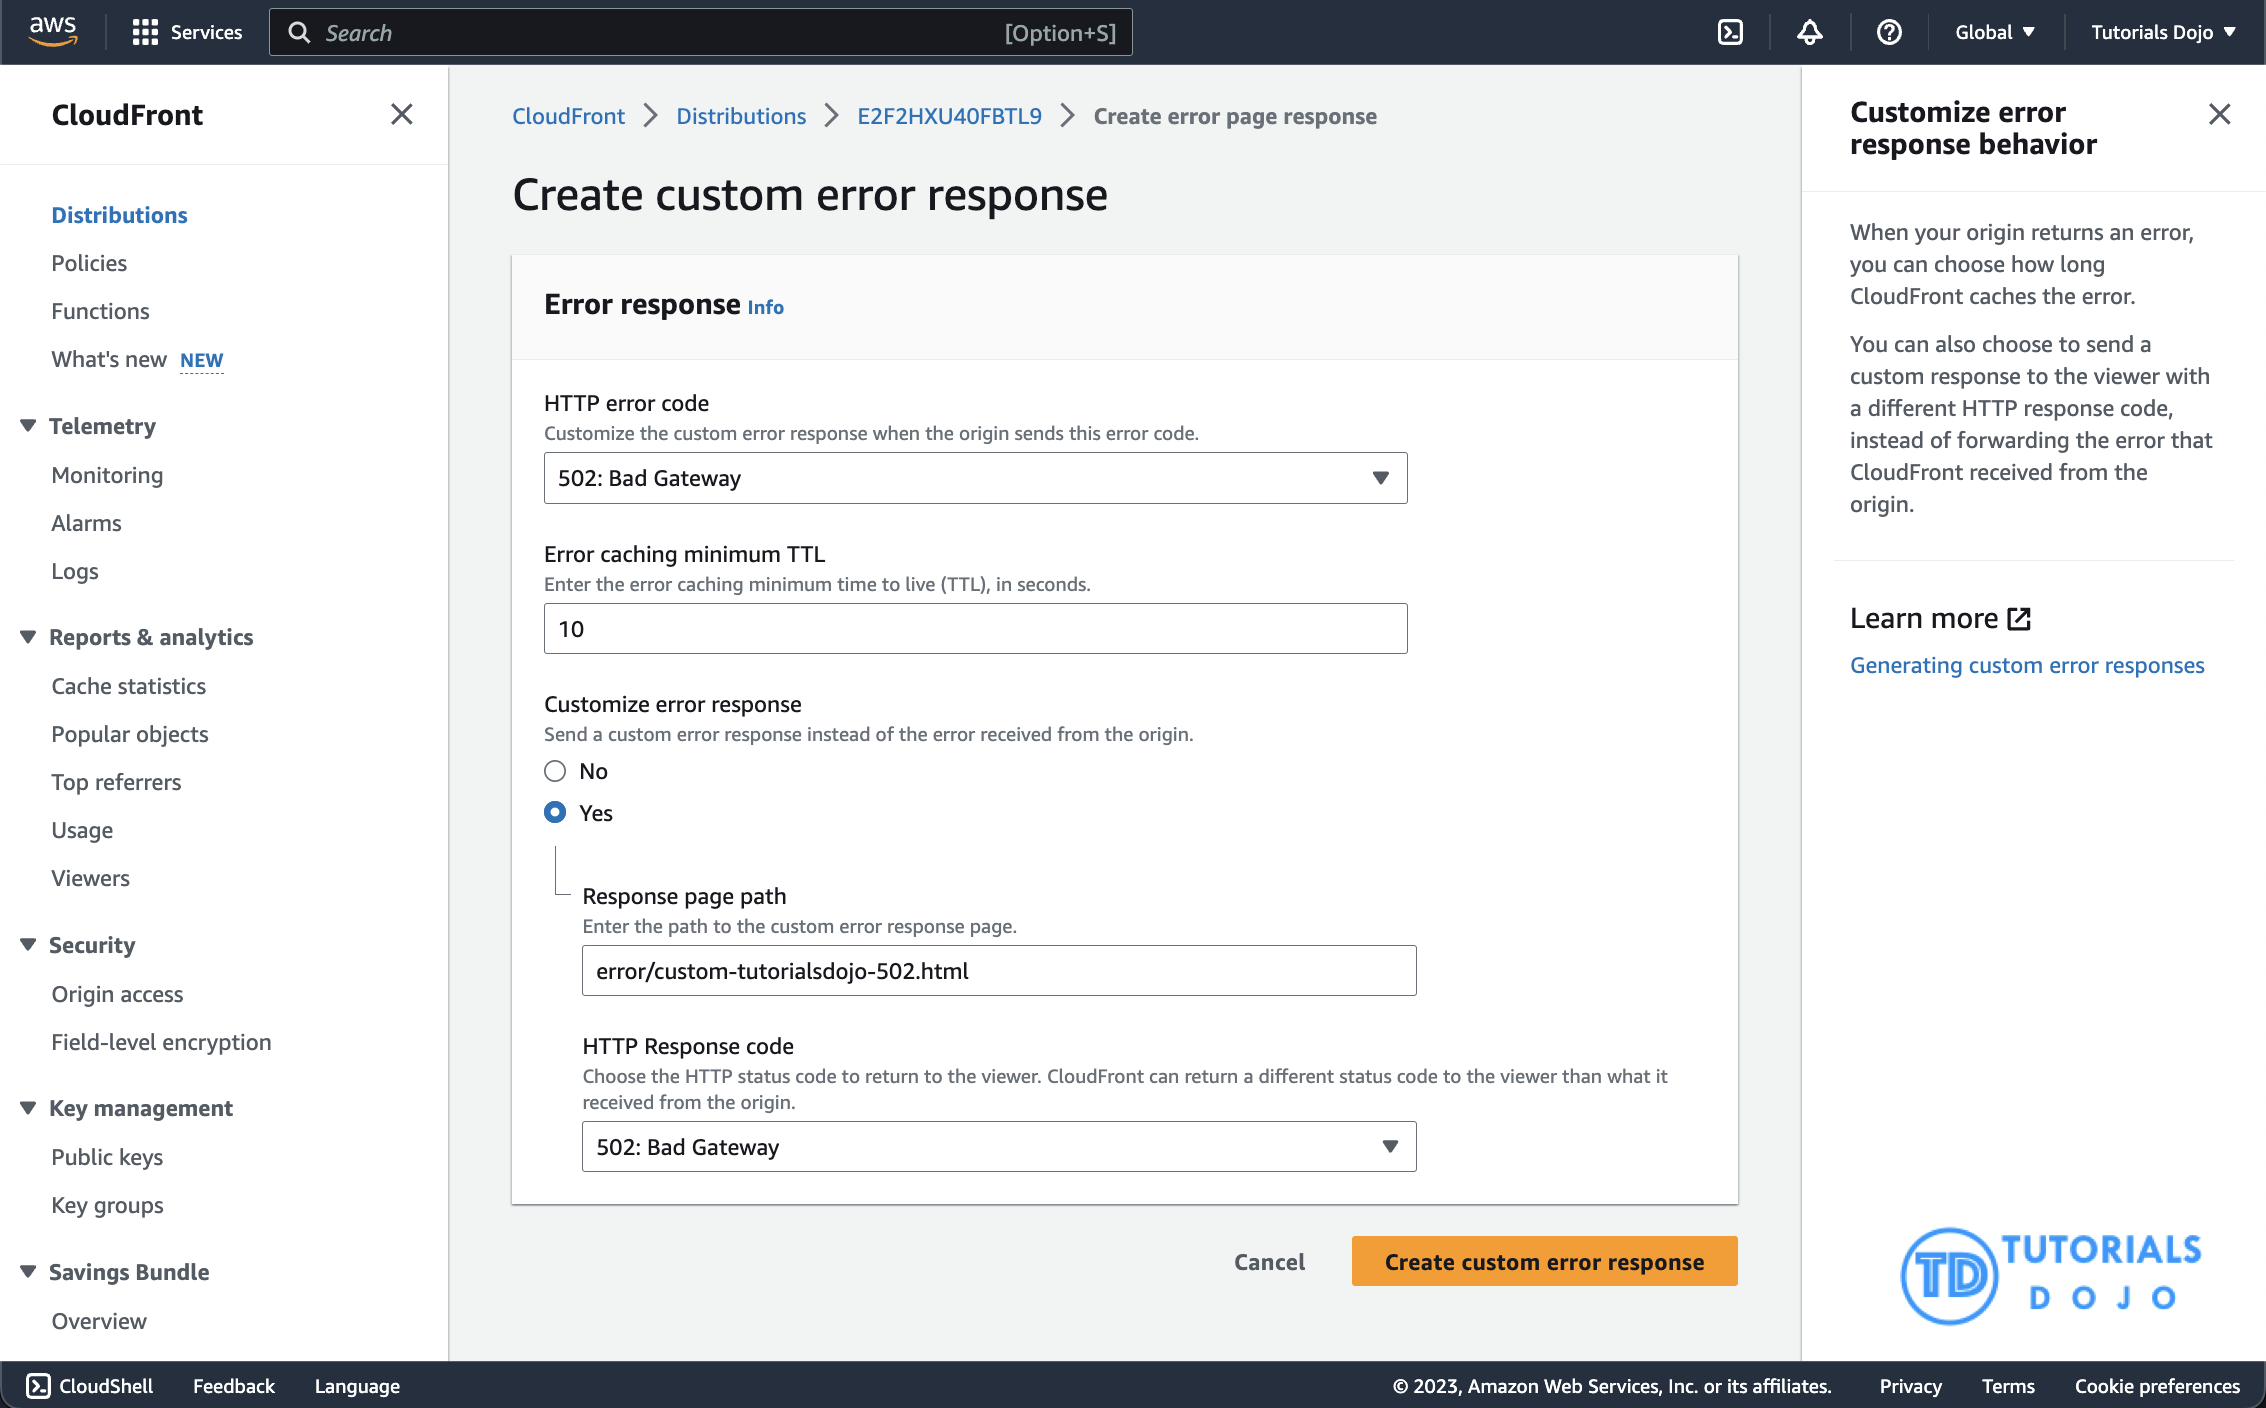 aws
Services
Search
[Option+S]
Global
Tutorials Dojo
CloudFront
Distributions
Policies
Functions
What's new NEW
Telemetry
Monitoring
Alarms
Logs
Reports & analytics
Cache statistics
Popular objects
Top referrers
Usage
Viewers
Security
Origin access
Field-level encryption
Key management
Public keys
Key groups
Savings Bundle
Overview
CloudFront > Distributions > E2F2HXU40FBTL9 > Create error page response
Create custom error response
Error response Info
HTTP error code
Customize the custom error response when the origin sends this error code.
502: Bad Gateway
Error caching minimum TTL
Enter the error caching minimum time to live (TTL), in seconds.
10
Customize error response
Send a custom error response instead of the error received from the origin.
No
Yes
Response page path
Enter the path to the custom error response page.
error/custom-tutorialsdojo-502.html
HTTP Response code
Choose the HTTP status code to return to the viewer. CloudFront can return a different status code to the viewer than what it
received from the origin.
502: Bad Gateway
Cancel
Create custom error response
Customize error
response behavior
When your origin returns an error,
you can choose how long
CloudFront caches the error.
You can also choose to send a
custom response to the viewer with
a different HTTP response code,
instead of forwarding the error that
CloudFront received from the
origin.
Learn more
Generating custom error responses
TD TUTORIALS
DOJO
CloudShell
Feedback
Language
© 2023, Amazon Web Services, Inc. or its affiliates.
Privacy
Terms
Cookie preferences